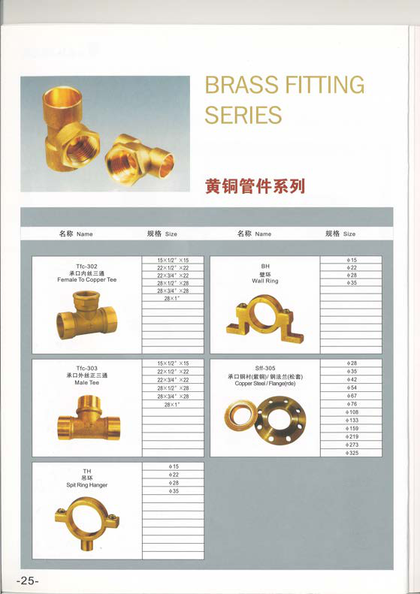 BRASS FITTING
SERIES
黄铜管件系列
名称 Name 规格 Size 名称 Name 规格 Size
Tfc-302
承口内丝三通
Female To Copper Tee
15×1/2"×15
22×1/2"×22
22×3/4"×22
28×1/2"×28
28×3/4"×28
28×1"
BH
Wall Ring
φ15
φ22
φ28
φ35
Tfc-303
承口外丝正三通
Male Tee
15×1/2"×15
22×1/2"×22
22×3/4"×22
28×1/2"×28
28×3/4"×28
28×1"
Sff-305
承口铜衬(紫铜)/钢法兰(松套)
Copper Steel / Flange(rde)
φ28
φ35
φ42
φ54
φ67
φ76
φ108
φ133
φ159
φ219
φ273
φ325
TH
吊环
Spit Ring Hanger
φ15
φ22
φ28
φ35
-25-